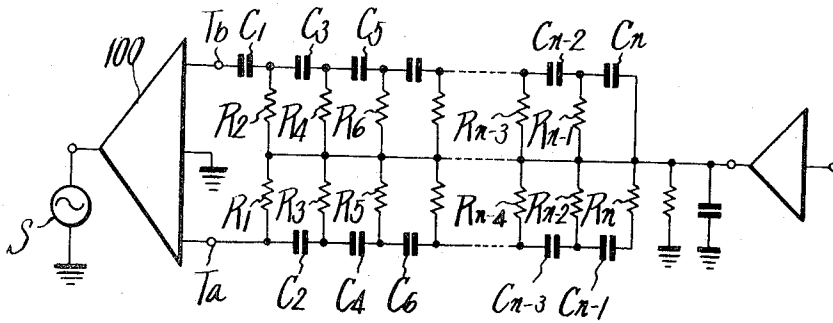 100
Tb
C1
C3
C5
Cn-2
Cn
R2
R4
R6
Rn-3
Rn-1
R1
R3
R5
Rn-4
Rn-2
Rn
S
Ta
C2
C4
C6
Cn-3
Cn-1